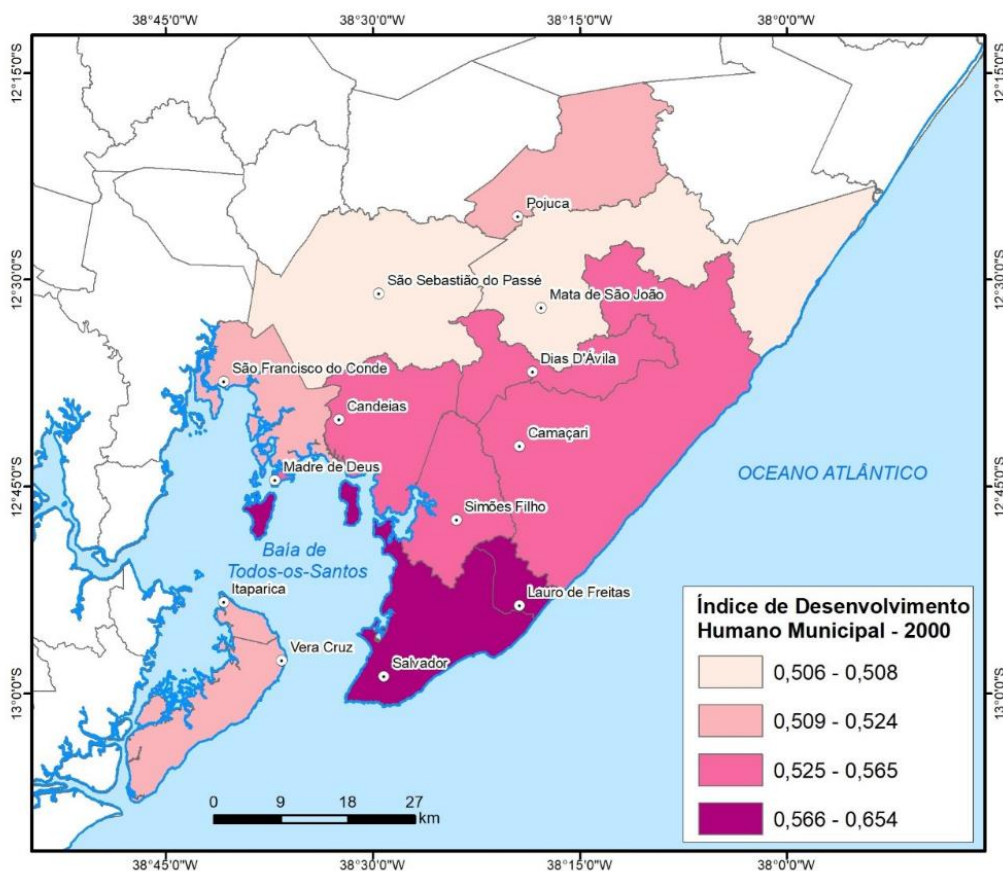 38°45'0"W 38°30'0"W 38°15'0"W 38°0'0"W
12°15'0"S 12°15'0"S
Pojuca
12°30'0"S 12°30'0"S
São Sebastião do Passé
Mata de São João
Dias D'Ávila
São Francisco do Conde
Candeias
Camaçari
Madre de Deus
OCEANO ATLÂNTICO
12°45'0"S 12°45'0"S
Simões Filho
Baía de
Todos-os-Santos
Itaparica
Lauro de Freitas
Vera Cruz
Salvador
13°0'0"S 13°0'0"S
Índice de Desenvolvimento
Humano Municipal - 2000
0,506 - 0,508
0,509 - 0,524
0,525 - 0,565
0,566 - 0,654
0 9 18 27
km
38°45'0"W 38°30'0"W 38°15'0"W 38°0'0"W